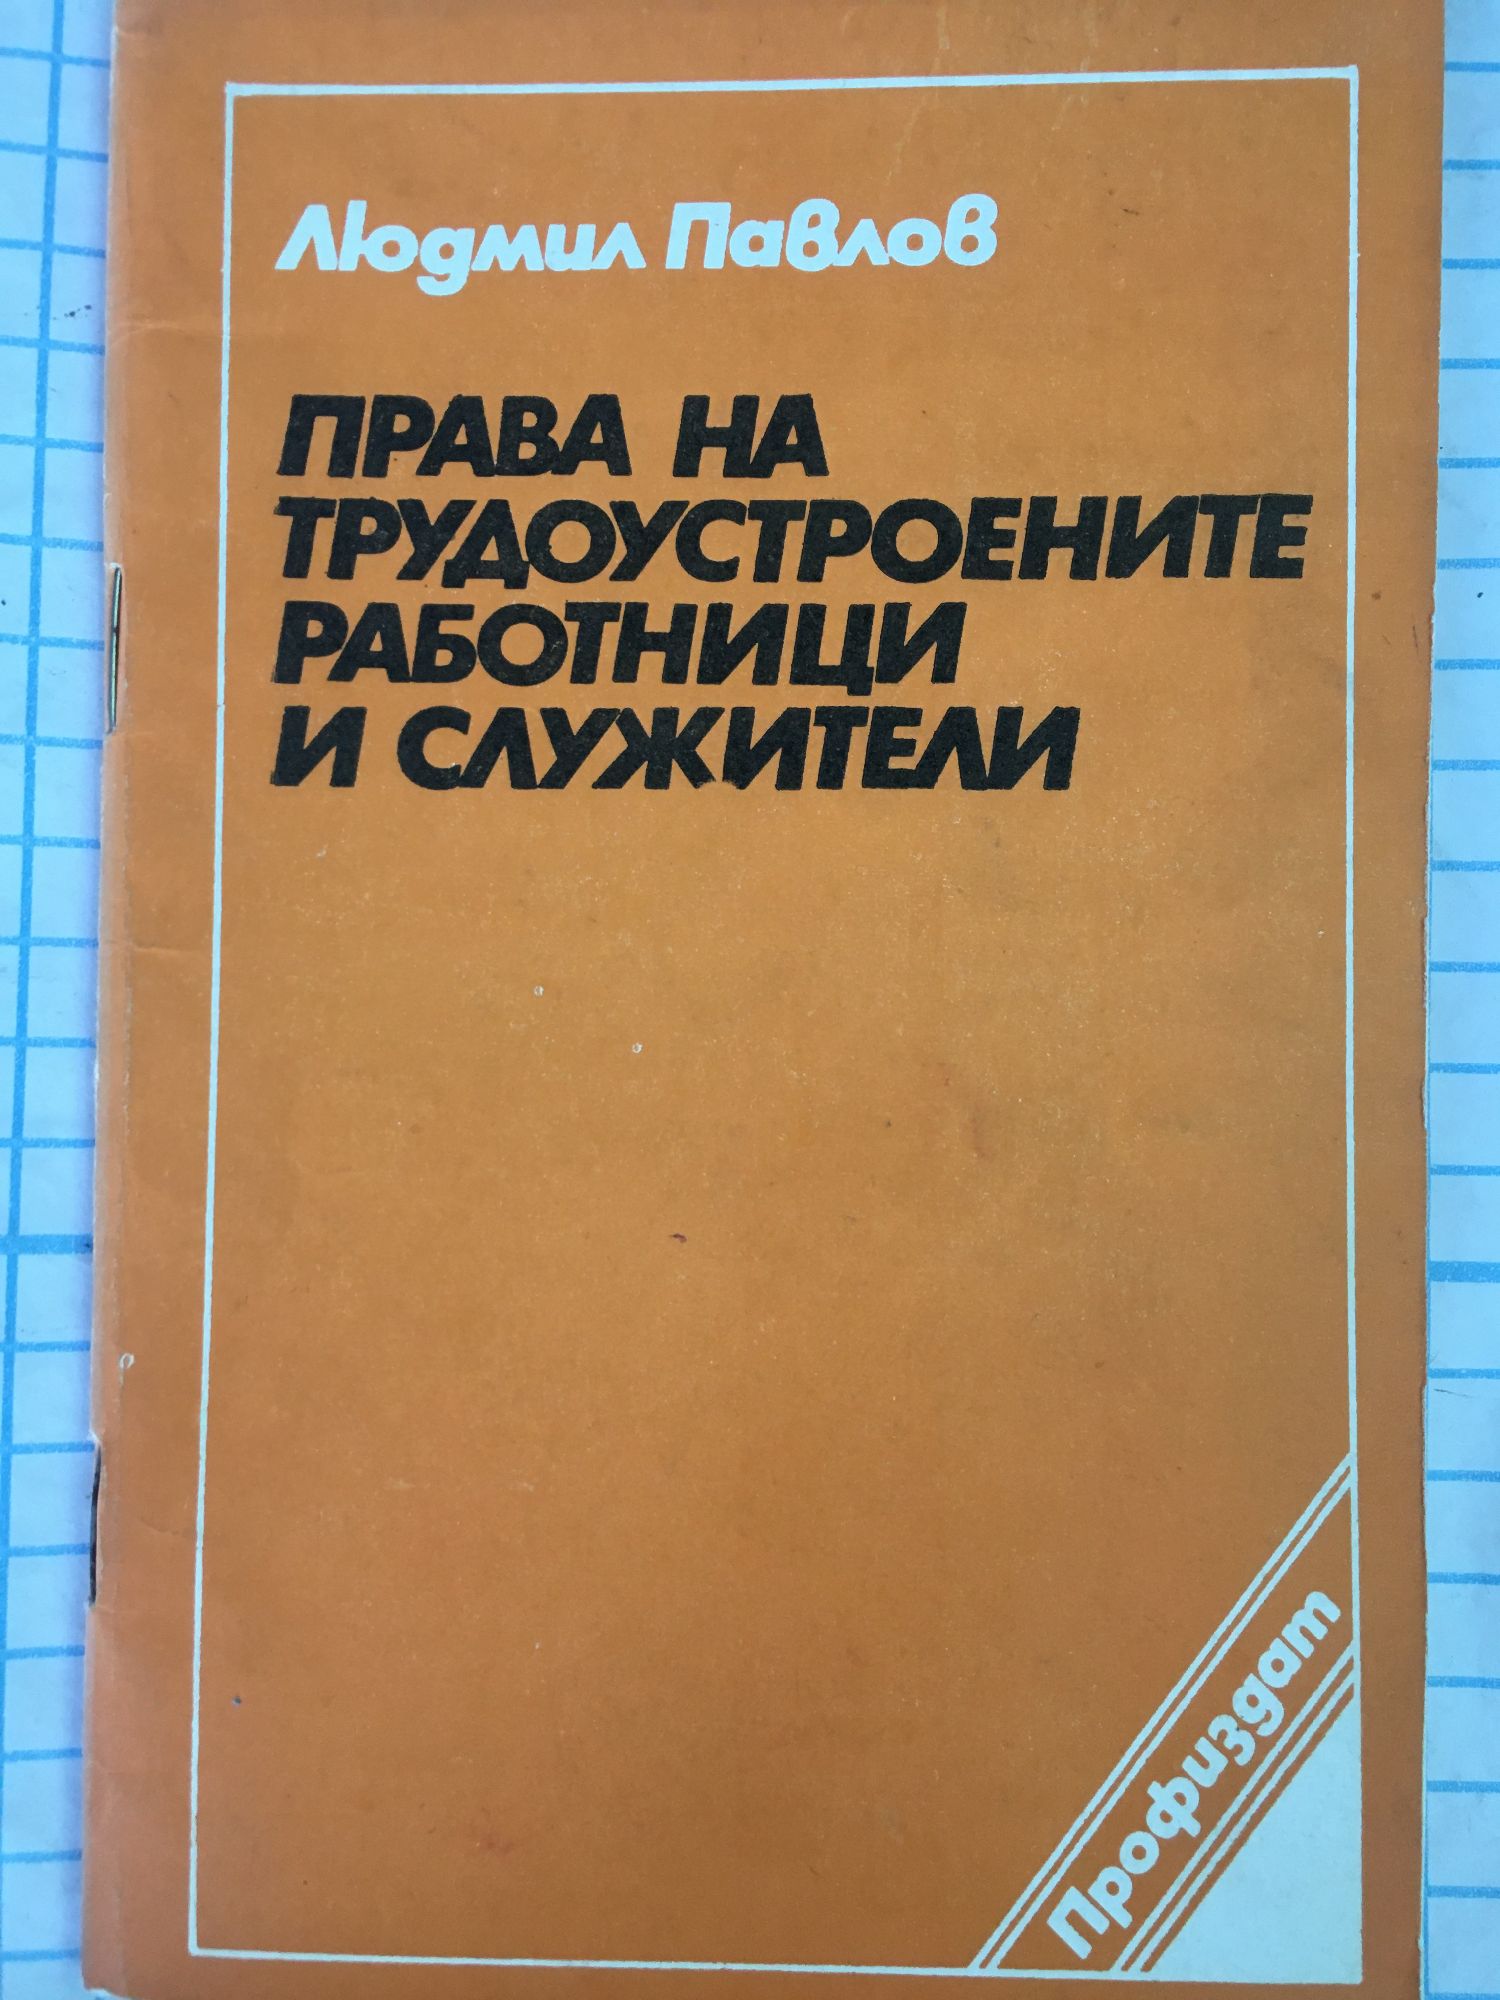 Людмил Павлов
ПРАВА НА
ТРУДОУСТРОЕНИТЕ
РАБОТНИЦИ
И СЛУЖИТЕЛИ
Профиздат